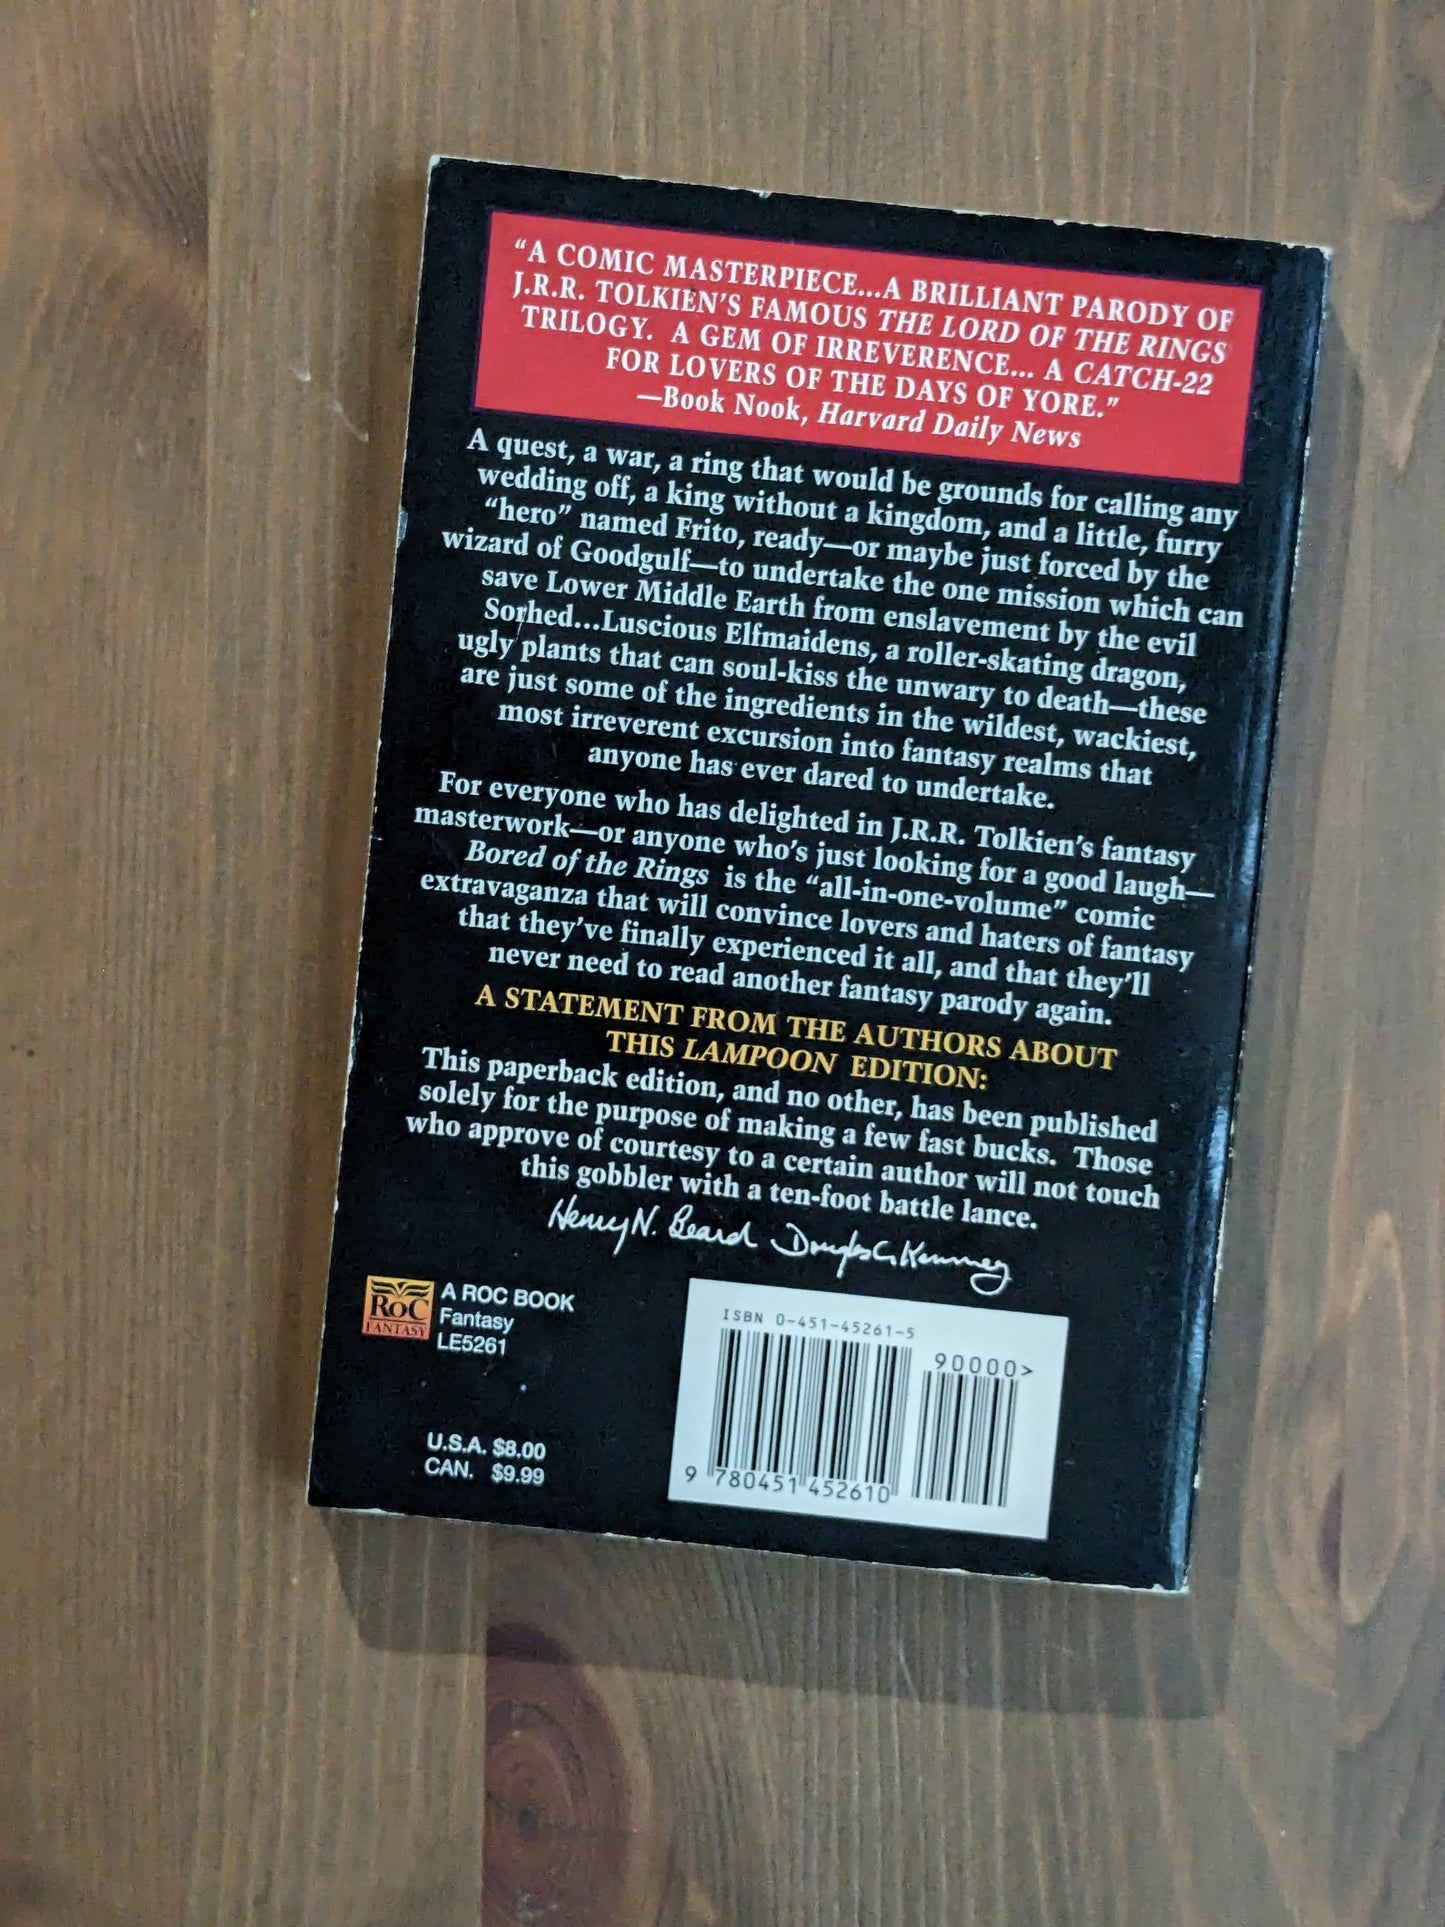 “A COMIC MASTERPIECE...A BRILLIANT PARODY OF
J.R.R. TOLKIEN’S FAMOUS THE LORD OF THE RINGS
TRILOGY. A GEM OF IRREVERENCE... A CATCH-22
FOR LOVERS OF THE DAYS OF YORE.”
—Book Nook, Harvard Daily News
A quest, a war, a ring that would be grounds for calling any
wedding off, a king without a kingdom, and a little, furry
“hero” named Frito, ready—or maybe just forced by the
wizard of Goodgulf—to undertake the one mission which can
save Lower Middle Earth from enslavement by the evil
Sorhed...Luscious Elfmaidens, a roller-skating dragon,
ugly plants that can soul-kiss the unwary to death—these
are just some of the ingredients in the wildest, wackiest,
most irreverent excursion into fantasy realms that
anyone has ever dared to undertake.
For everyone who has delighted in J.R.R. Tolkien’s fantasy
masterwork—or anyone who’s just looking for a good laugh—
Bored of the Rings is the “all-in-one-volume” comic
extravaganza that will convince lovers and haters of fantasy
that they’ve finally experienced it all, and that they’ll
never need to read another fantasy parody again.
A STATEMENT FROM THE AUTHORS ABOUT
THIS LAMPOON EDITION:
This paperback edition, and no other, has been published
solely for the purpose of making a few fast bucks. Those
who approve of courtesy to a certain author will not touch
this gobbler with a ten-foot battle lance.
Henry N. Beard Douglas C. Kenney
ROC
FANTASY
A ROC BOOK
Fantasy
LE5261
U.S.A. $8.00
CAN. $9.99
ISBN 0-451-45261-5
90000>
9 780451 452610